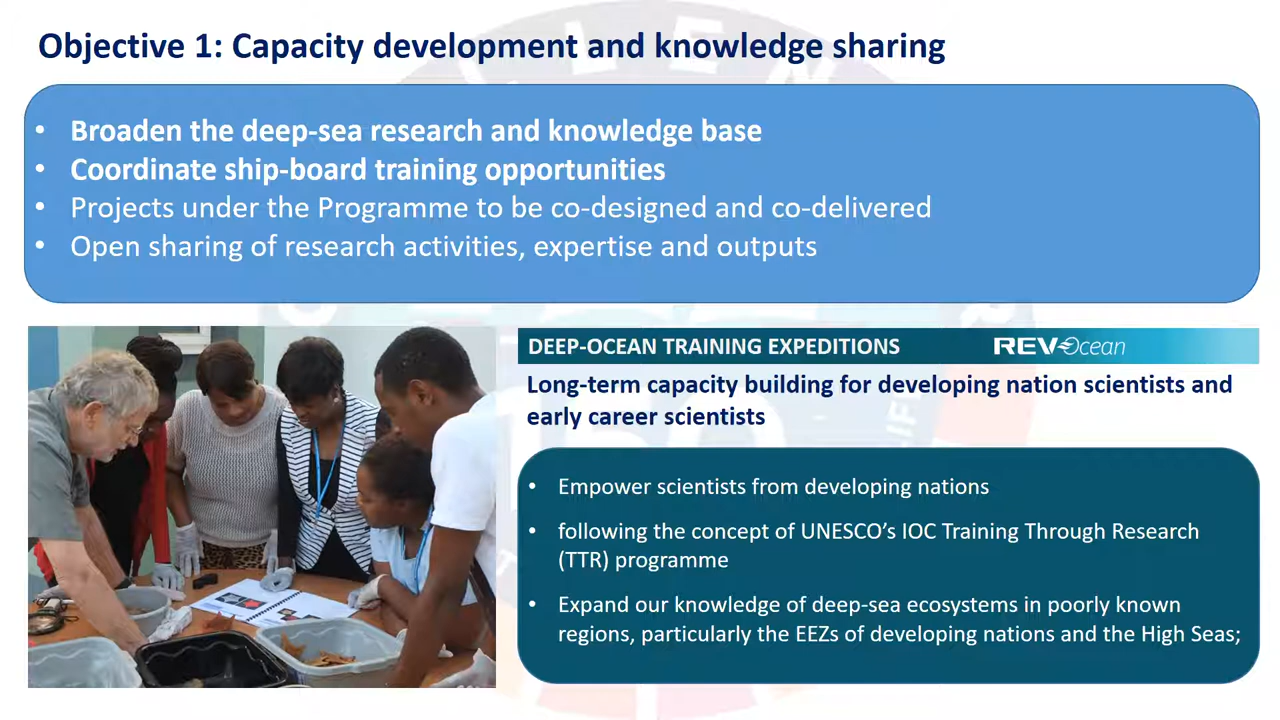 Objective 1: Capacity development and knowledge sharing
• Broaden the deep-sea research and knowledge base
• Coordinate ship-board training opportunities
• Projects under the Programme to be co-designed and co-delivered
• Open sharing of research activities, expertise and outputs
DEEP-OCEAN TRAINING EXPEDITIONS
REV Ocean
Long-term capacity building for developing nation scientists and
early career scientists
• Empower scientists from developing nations
• following the concept of UNESCO’s IOC Training Through Research
(TTR) programme
• Expand our knowledge of deep-sea ecosystems in poorly known
regions, particularly the EEZs of developing nations and the High Seas;